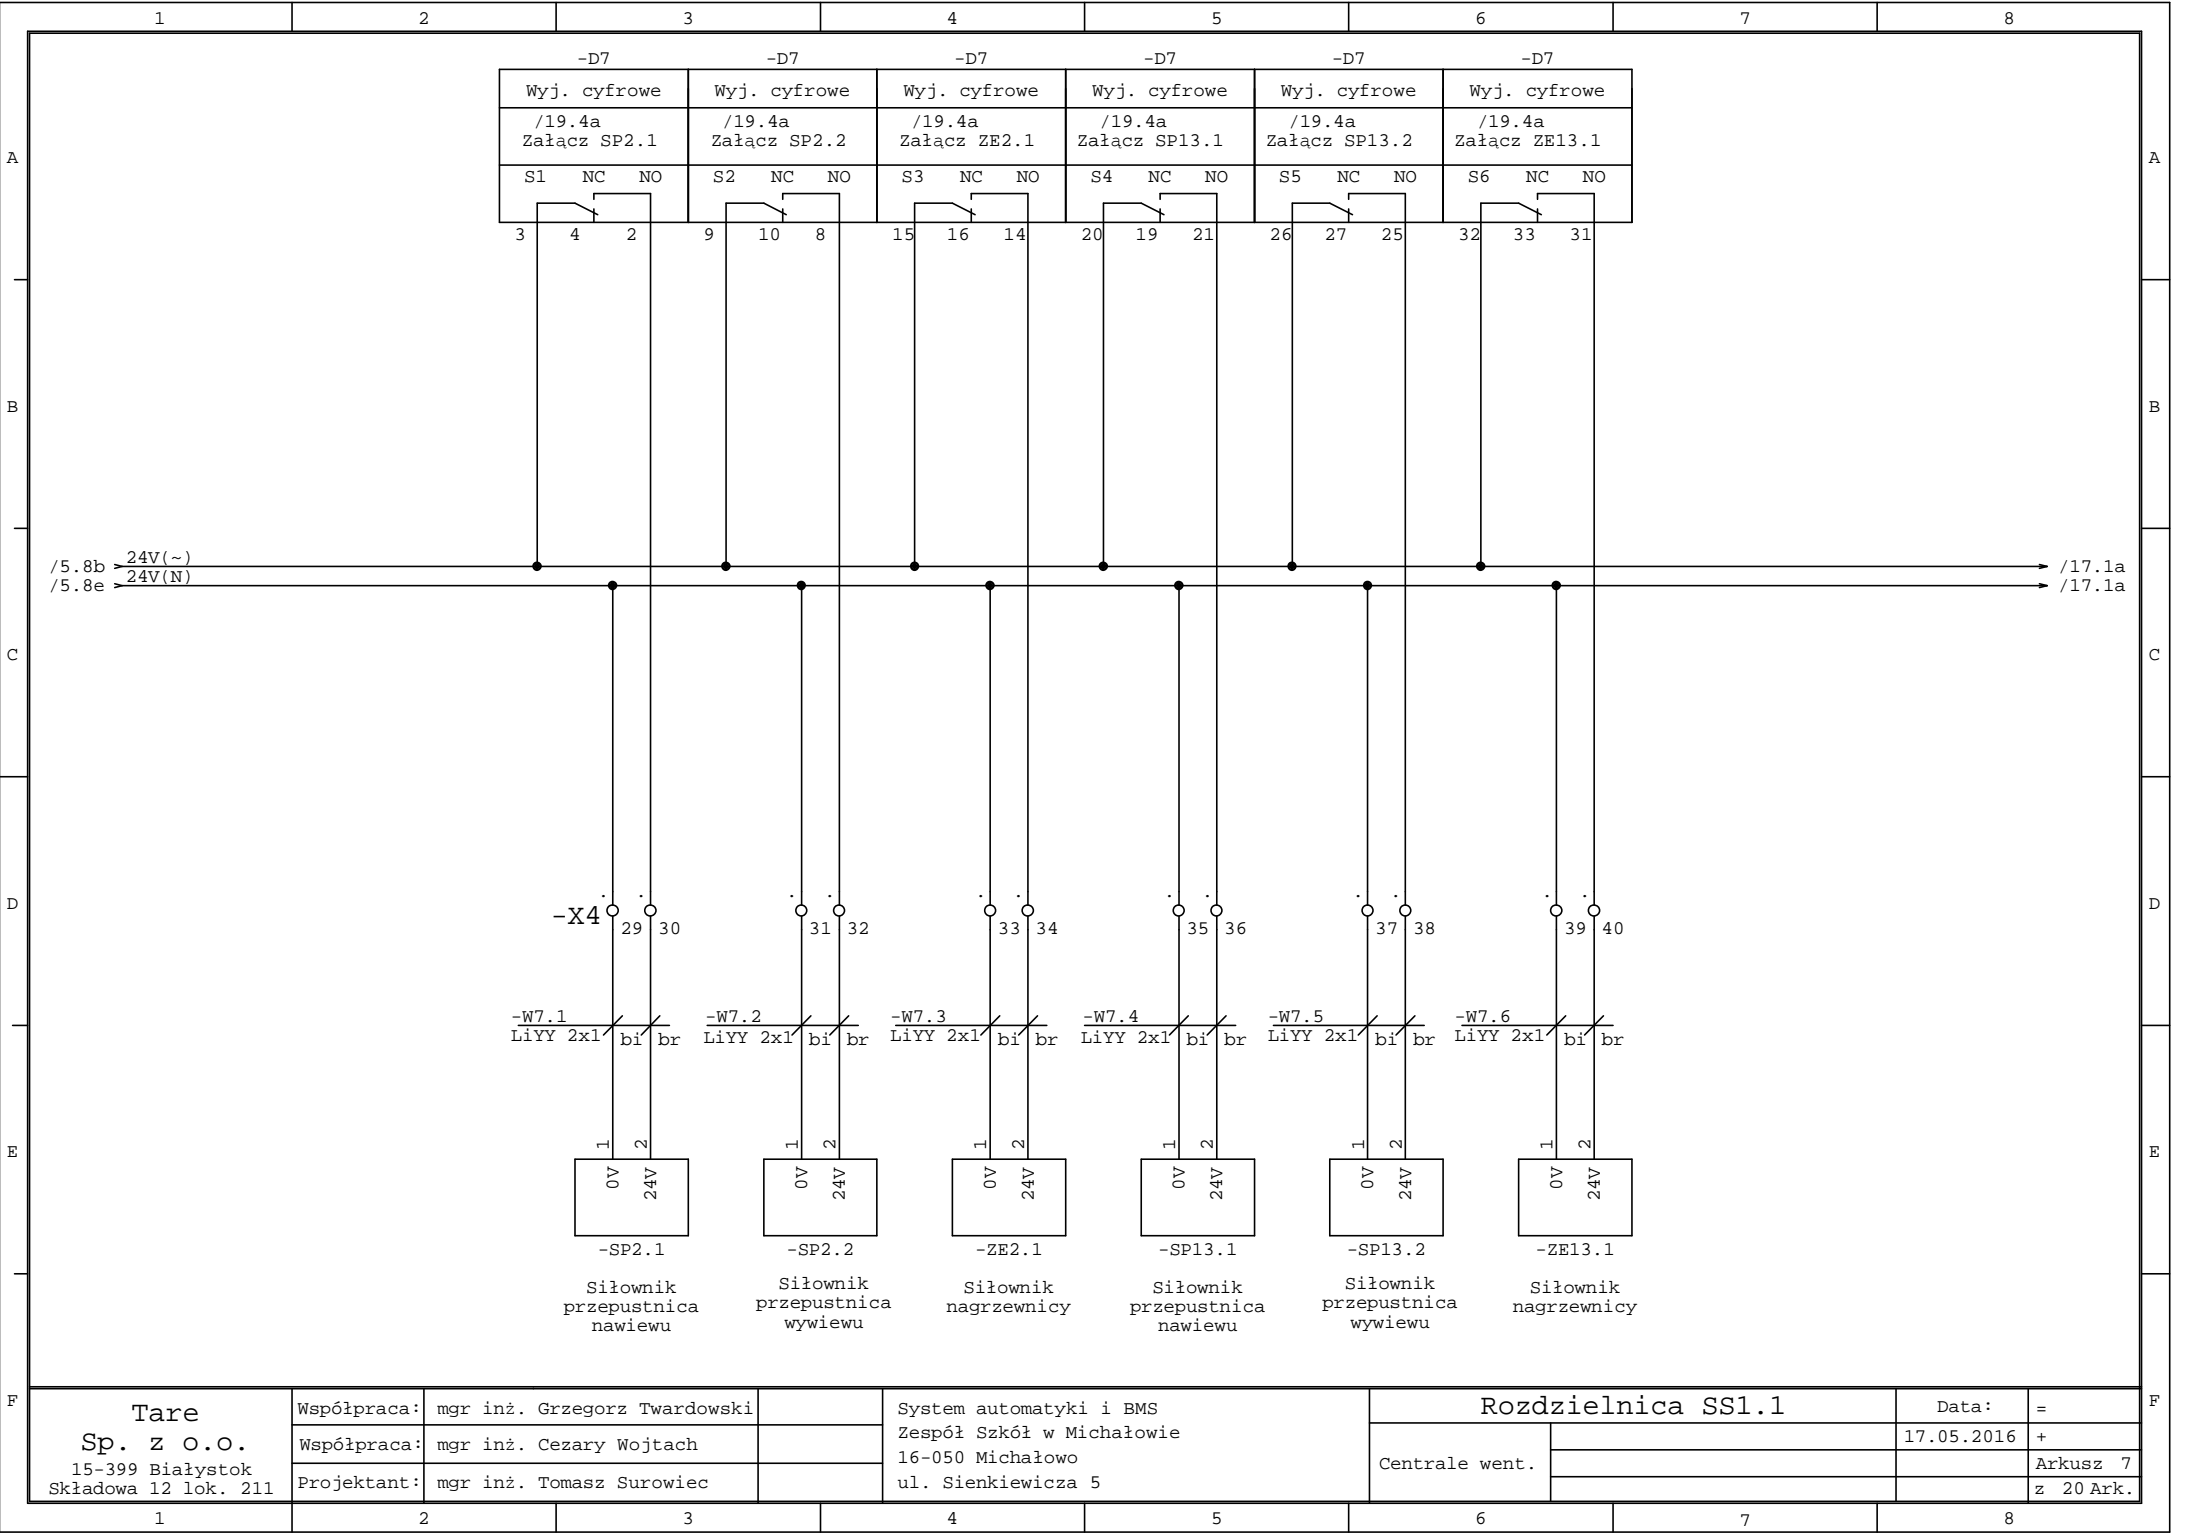 1 2 3 4 5 6 7 8
-D7 -D7 -D7 -D7 -D7 -D7
Wyj. cyfrowe Wyj. cyfrowe Wyj. cyfrowe Wyj. cyfrowe Wyj. cyfrowe Wyj. cyfrowe
/19.4a /19.4a /19.4a /19.4a /19.4a /19.4a
Załącz SP2.1 Załącz SP2.2 Załącz ZE2.1 Załącz SP13.1 Załącz SP13.2 Załącz ZE13.1
A A
S1 NC NO S2 NC NO S3 NC NO S4 NC NO S5 NC NO S6 NC NO
3 4 2 9 10 8 15 16 14 20 19 21 26 27 25 32 33 31
B B
/5.8b 24V(~) /17.1a
/5.8e 24V(N) /17.1a
C C
D D
-X4 29 30 31 32 33 34 35 36 37 38 39 40
-W7.1 -W7.2 -W7.3 -W7.4 -W7.5 -W7.6
LiYY 2x1 bi br LiYY 2x1 bi br LiYY 2x1 bi br LiYY 2x1 bi br LiYY 2x1 bi br LiYY 2x1 bi br
E E
1 2 1 2 1 2 1 2 1 2 1 2
0V 24V 0V 24V 0V 24V 0V 24V 0V 24V 0V 24V
-SP2.1 -SP2.2 -ZE2.1 -SP13.1 -SP13.2 -ZE13.1
Siłownik
przepustnica
nawiewu
Siłownik
przepustnica
wywiewu
Siłownik
nagrzewnicy
Siłownik
przepustnica
nawiewu
Siłownik
przepustnica
wywiewu
Siłownik
nagrzewnicy
F F
Tare
Sp. z o.o.
15-399 Białystok
Składowa 12 lok. 211
Współpraca: mgr inż. Grzegorz Twardowski
Współpraca: mgr inż. Cezary Wojtach
Projektant: mgr inż. Tomasz Surowiec
System automatyki i BMS
Zespół Szkół w Michałowie
16-050 Michałowo
ul. Sienkiewicza 5
Rozdzielnica SS1.1
Centrale went.
Data: =
17.05.2016 +
Arkusz 7
z 20 Ark.
1 2 3 4 5 6 7 8